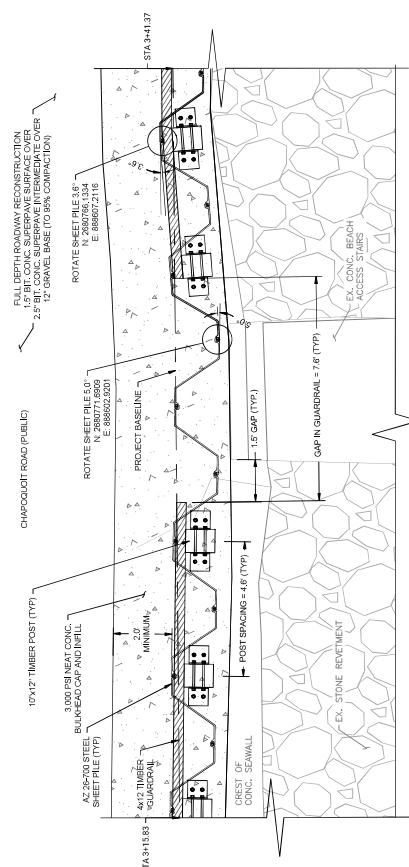 CHAPOQUOIT ROAD (PUBLIC)
FULL DEPTH ROADWAY RECONSTRUCTION
1.5" BIT. CONC. SUPERPAVE SURFACE OVER
2.5" BIT. CONC. SUPERPAVE INTERMEDIATE OVER
12" GRAVEL BASE (TO 95% COMPACTION)
10"x12" TIMBER POST (TYP)
3,000 PSI NEAT CONC.
BULKHEAD CAP AND INFILL
AZ 26-700 STEEL
SHEET PILE (TYP)
4x12 TIMBER
GUARDRAIL
2.0'
MINIMUM
ROTATE SHEET PILE 5.0°
N: 2680771.6909
E: 888602.9201
PROJECT BASELINE
ROTATE SHEET PILE 3.6°
N: 2680766.1334
E: 888607.2116
3.6°
5.0°
STA 3+41.37
STA 3+15.83
1.5' GAP (TYP.)
GAP IN GUARDRAIL = 7.6' (TYP)
POST SPACING = 4.6' (TYP)
CREST OF
CONC. SEAWALL
EX. STONE REVETMENT
EX. CONC. BEACH
ACCESS STAIRS